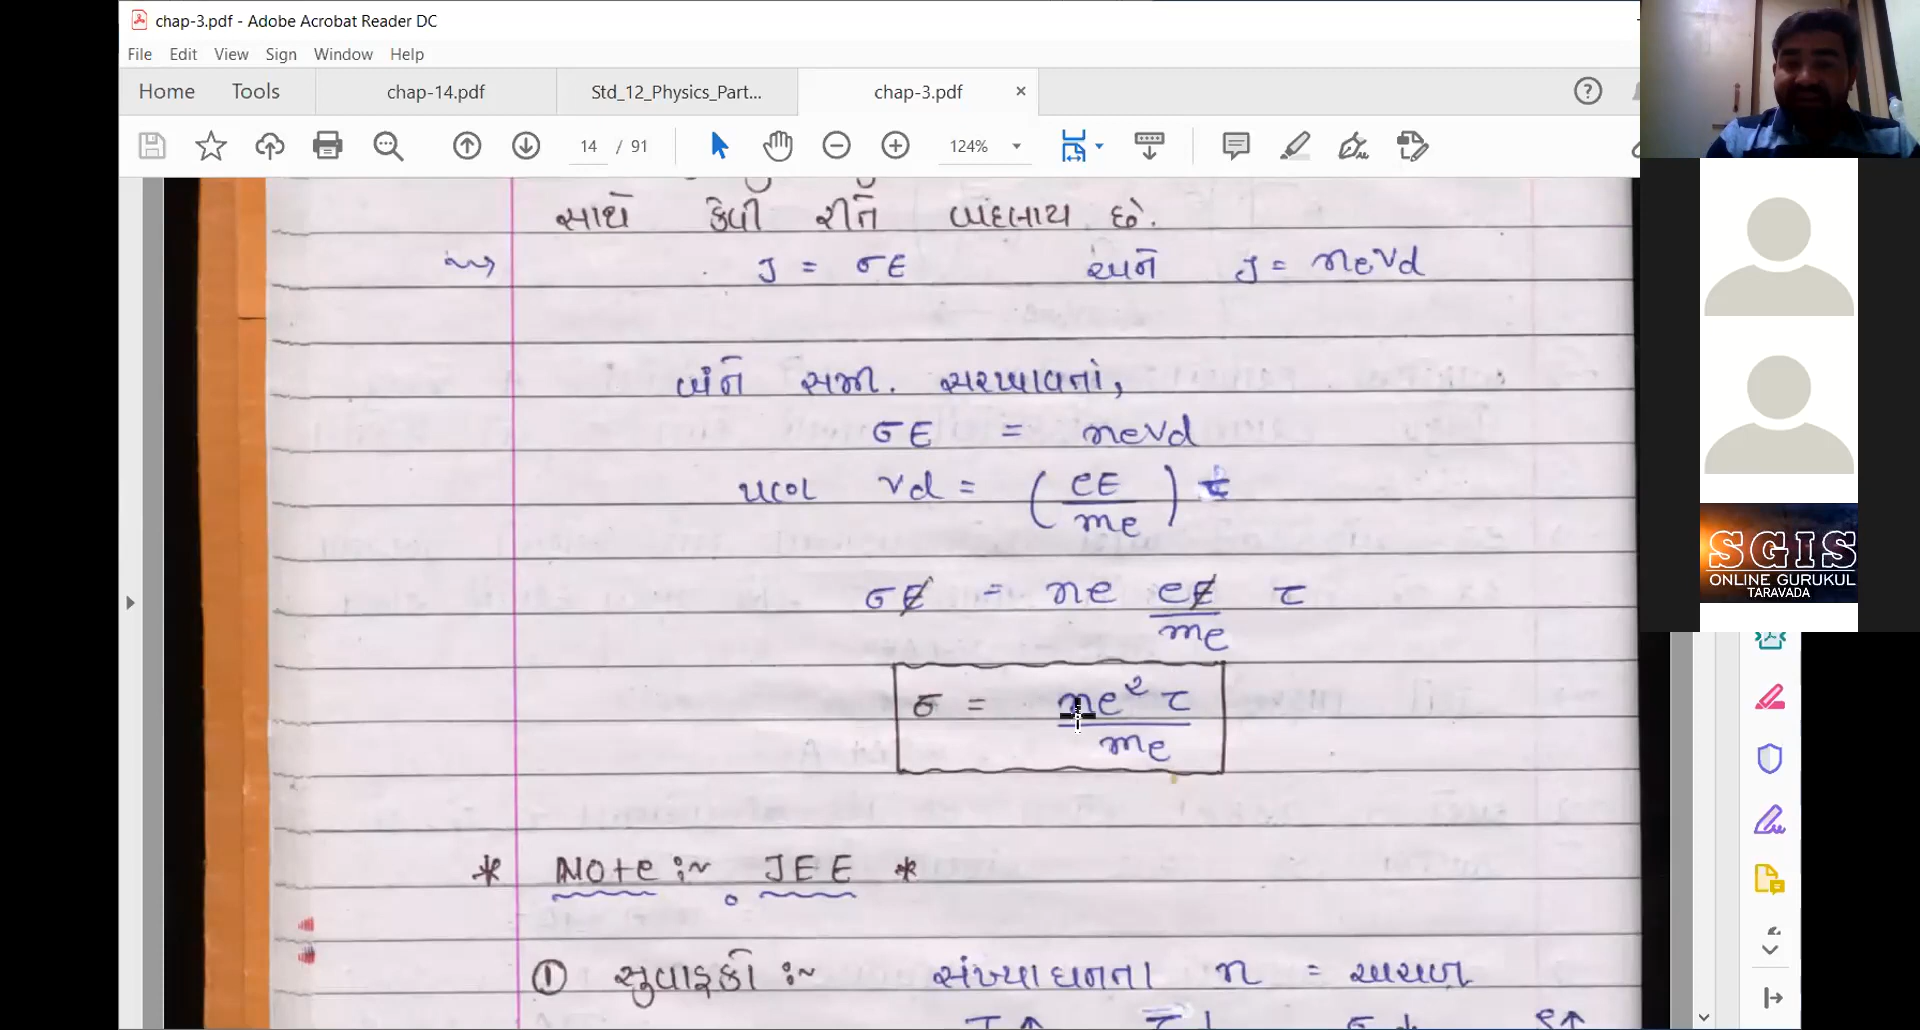 chap-3.pdf - Adobe Acrobat Reader DC
File Edit View Sign Window Help
Home Tools chap-14.pdf Std_12_Physics_Part... chap-3.pdf ×
14 / 91 124%
સાથે કેવી રીતે બદલાય છે.
J = σE અને J = nevd
બંને સમી. સરખાવતાં,
σE = nevd
પણ vd = (eE/me) τ
σE = ne eE/me τ
σ = ne² τ/me
* Note :~ JEE *
① સુવાહકો :~ સંખ્યાઘનતા n = અચળ
T↑ τ↓ σ↓ ρ↑
SGIS
ONLINE GURUKUL
TARAVADA